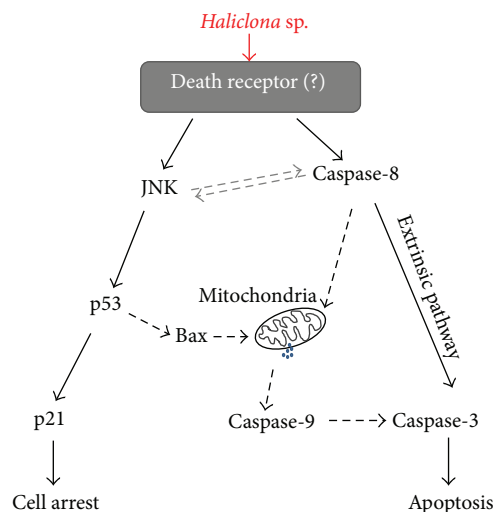 Haliclona sp.
Death receptor (?)
JNK
Caspase-8
Extrinsic pathway
Mitochondria
p53
Bax
p21
Caspase-9
Caspase-3
Cell arrest
Apoptosis